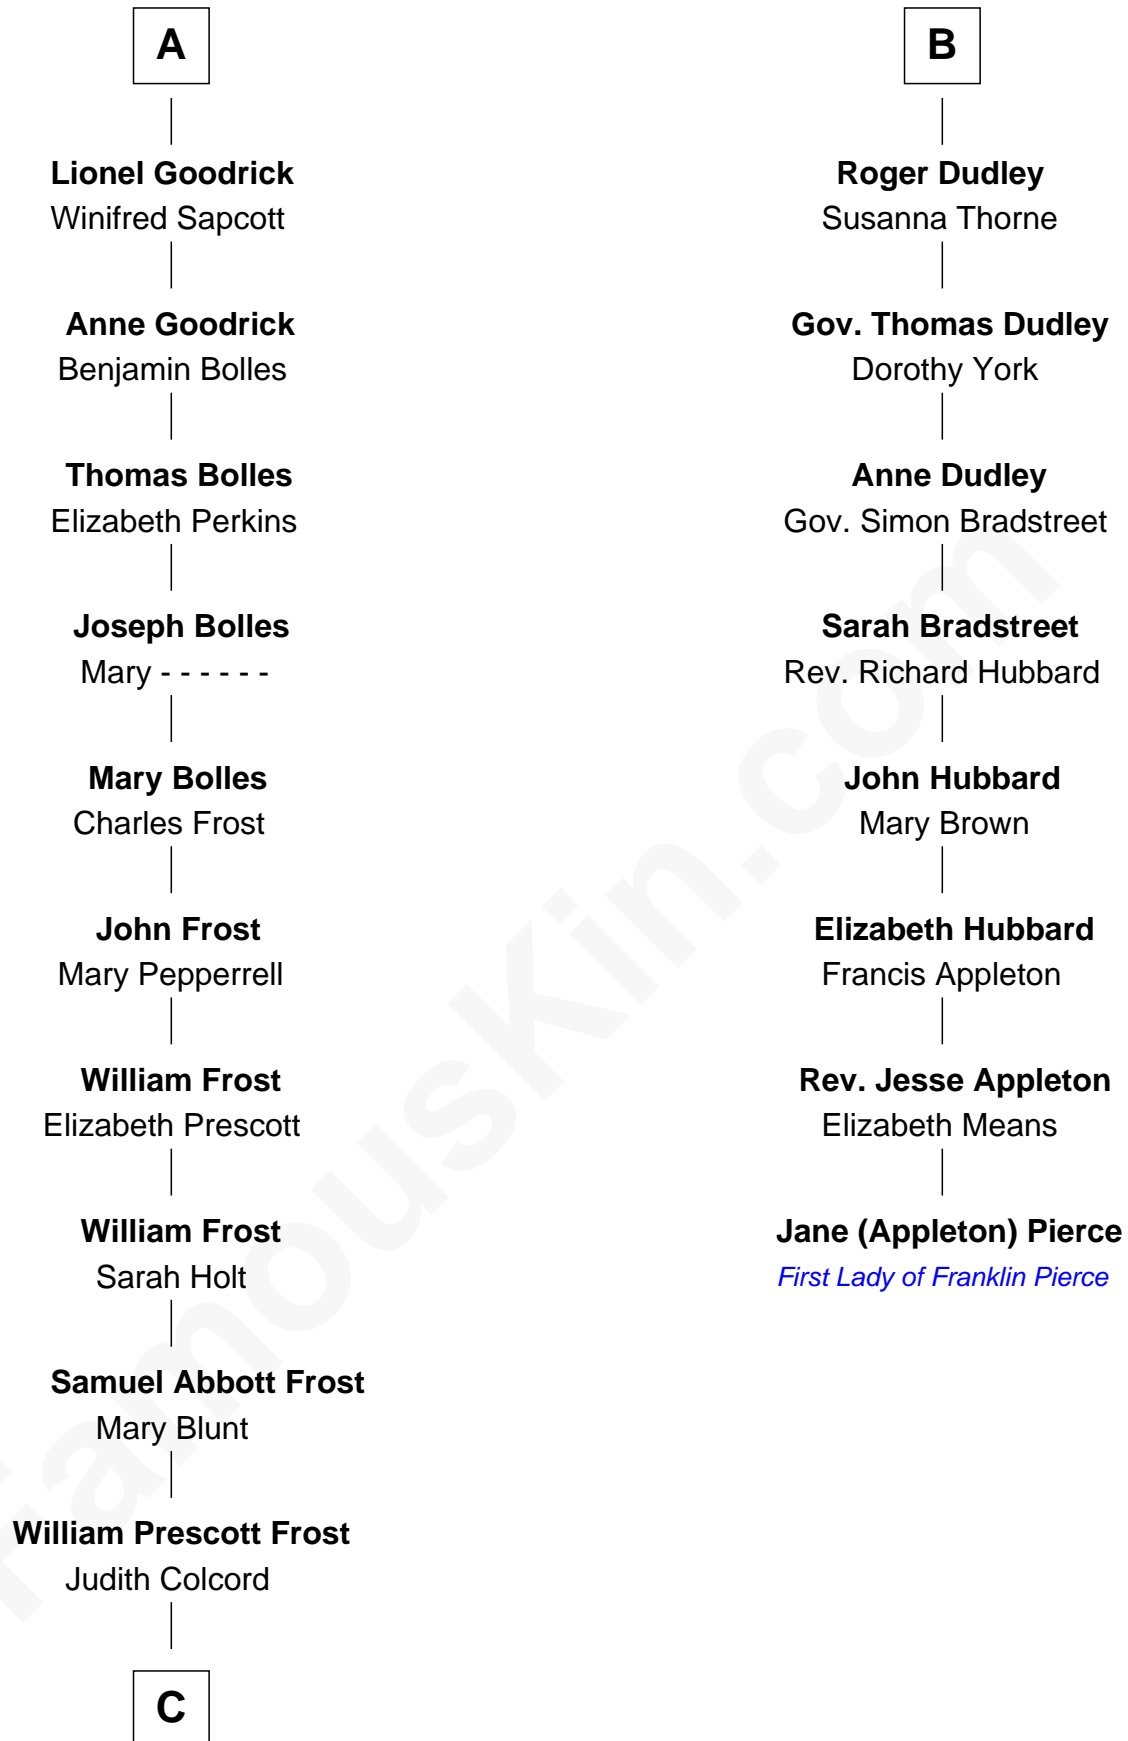 A
Lionel Goodrick
Winifred Sapcott
Anne Goodrick
Benjamin Bolles
Thomas Bolles
Elizabeth Perkins
Joseph Bolles
Mary - - - - - -
Mary Bolles
Charles Frost
John Frost
Mary Pepperrell
William Frost
Elizabeth Prescott
William Frost
Sarah Holt
Samuel Abbott Frost
Mary Blunt
William Prescott Frost
Judith Colcord
C
B
Roger Dudley
Susanna Thorne
Gov. Thomas Dudley
Dorothy York
Anne Dudley
Gov. Simon Bradstreet
Sarah Bradstreet
Rev. Richard Hubbard
John Hubbard
Mary Brown
Elizabeth Hubbard
Francis Appleton
Rev. Jesse Appleton
Elizabeth Means
Jane (Appleton) Pierce
First Lady of Franklin Pierce
FamousKin.com